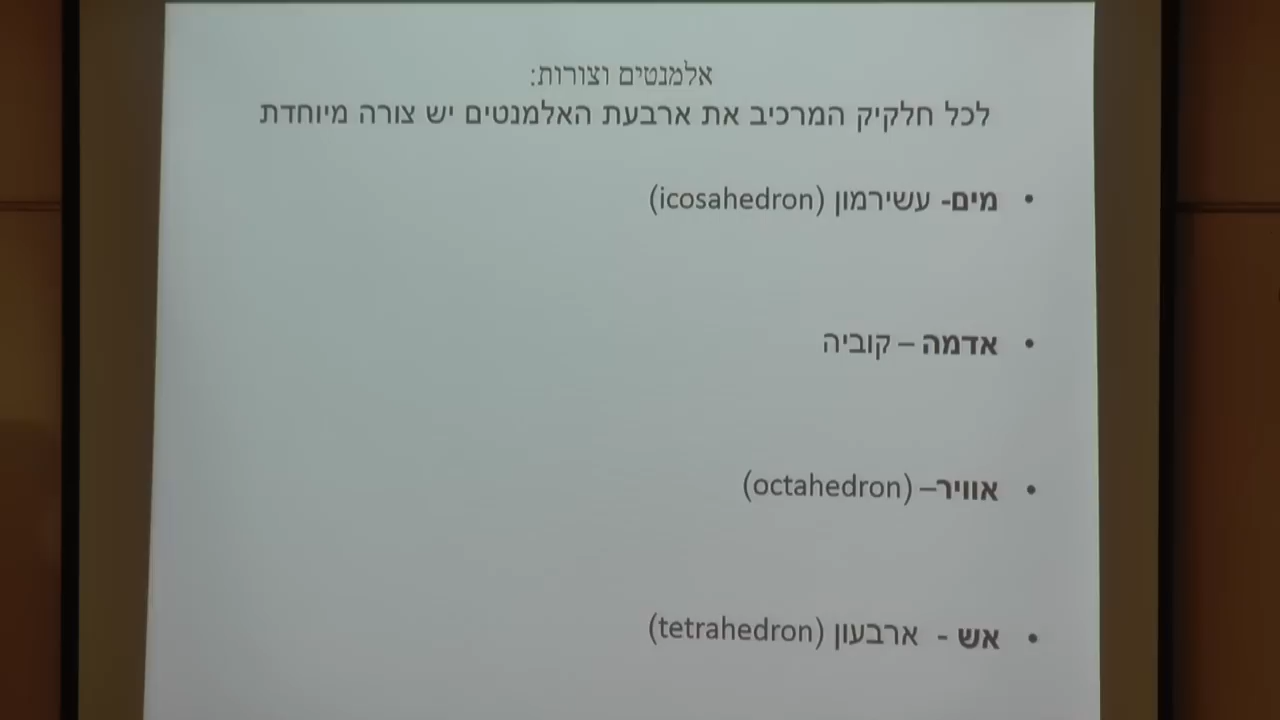 אלמנטים וצורות:
לכל חלקיק המרכיב את ארבעת האלמנטים יש צורה מיוחדת
• מים- עשירמון (icosahedron)
• אדמה – קוביה
• אוויר– (octahedron)
• אש - ארבעון (tetrahedron)